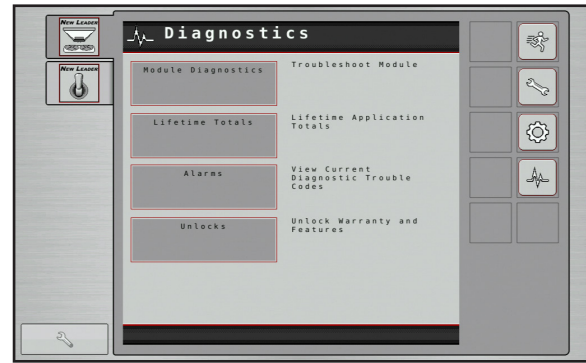 NEW LEADER
NEW LEADER
Diagnostics
Module Diagnostics
Troubleshoot Module
Lifetime Totals
Lifetime Application
Totals
Alarms
View Current
Diagnostic Trouble
Codes
Unlocks
Unlock Warranty and
Features